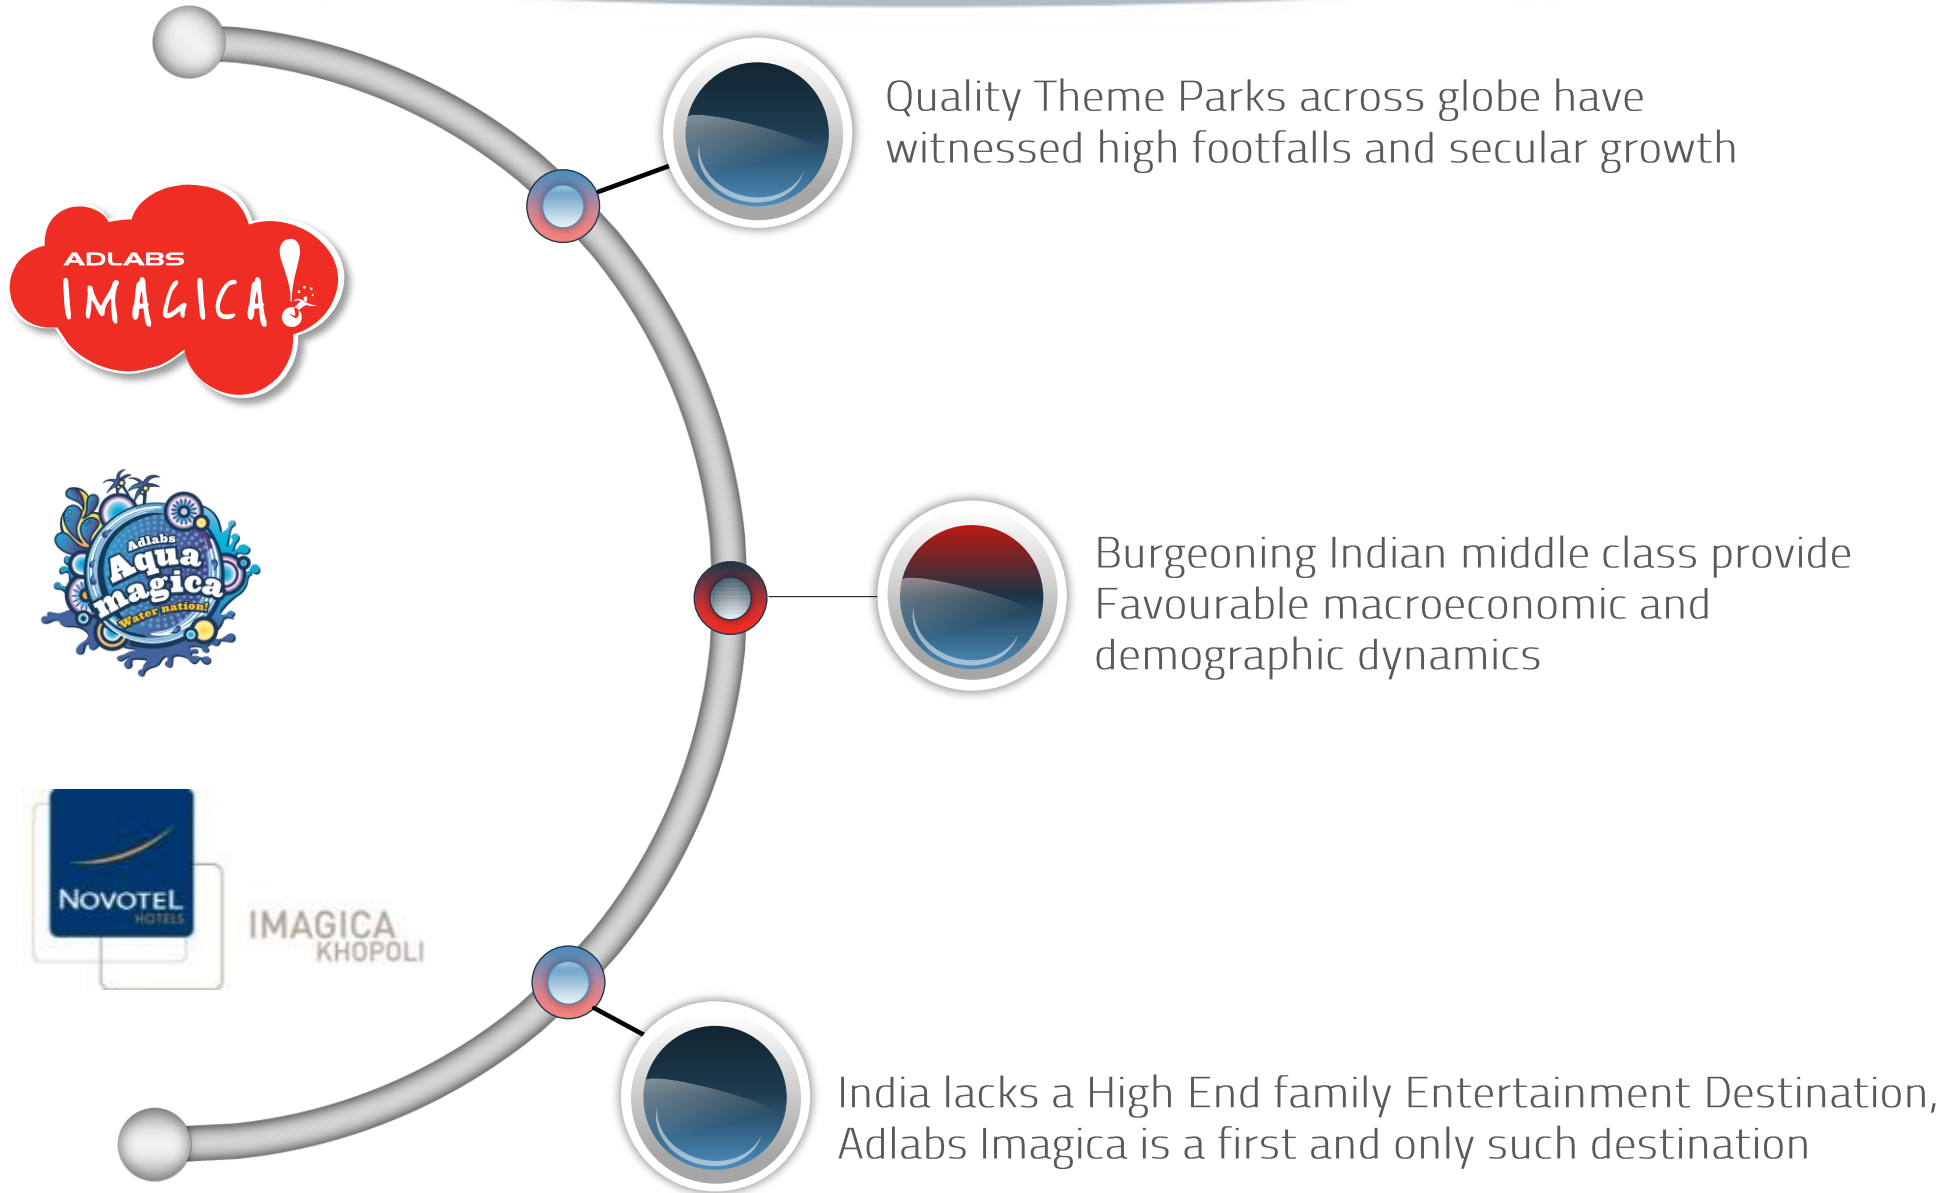 Quality Theme Parks across globe have
witnessed high footfalls and secular growth
ADLABS
IMAGICA!
Adlabs
Aqua
magica
Water nation!
Burgeoning Indian middle class provide
Favourable macroeconomic and
demographic dynamics
NOVOTEL
HOTELS
IMAGICA
KHOPOLI
India lacks a High End family Entertainment Destination,
Adlabs Imagica is a first and only such destination